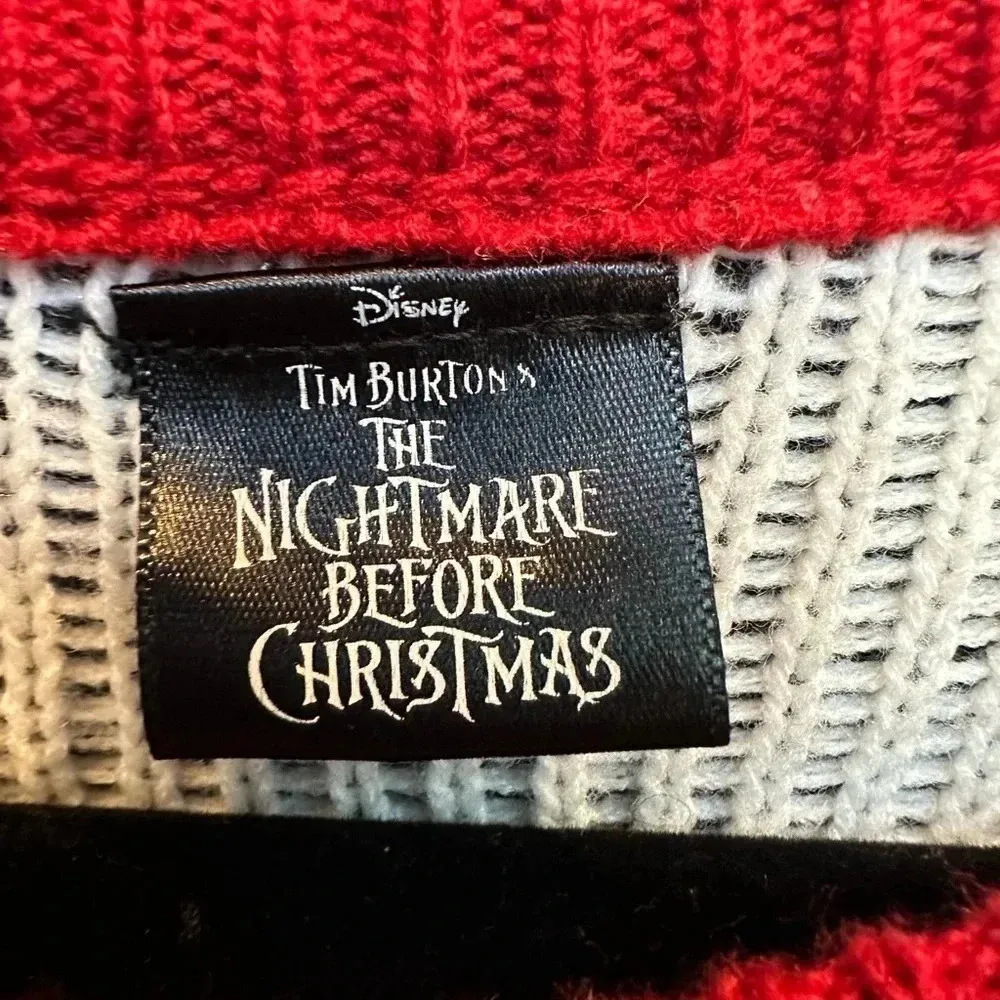 Disney
TIM BURTON'S
THE
NIGHTMARE
BEFORE
CHRISTMAS